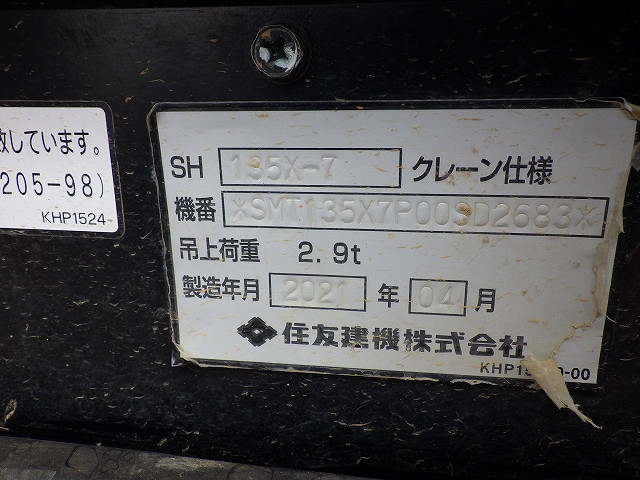 致しています。
205-98)
KHP1524
SH 135X-7 クレーン仕様
機番 *SMT135X7P00SD2683*
吊上荷重 2.9t
製造年月 2021 年 04 月
住友建機株式会社